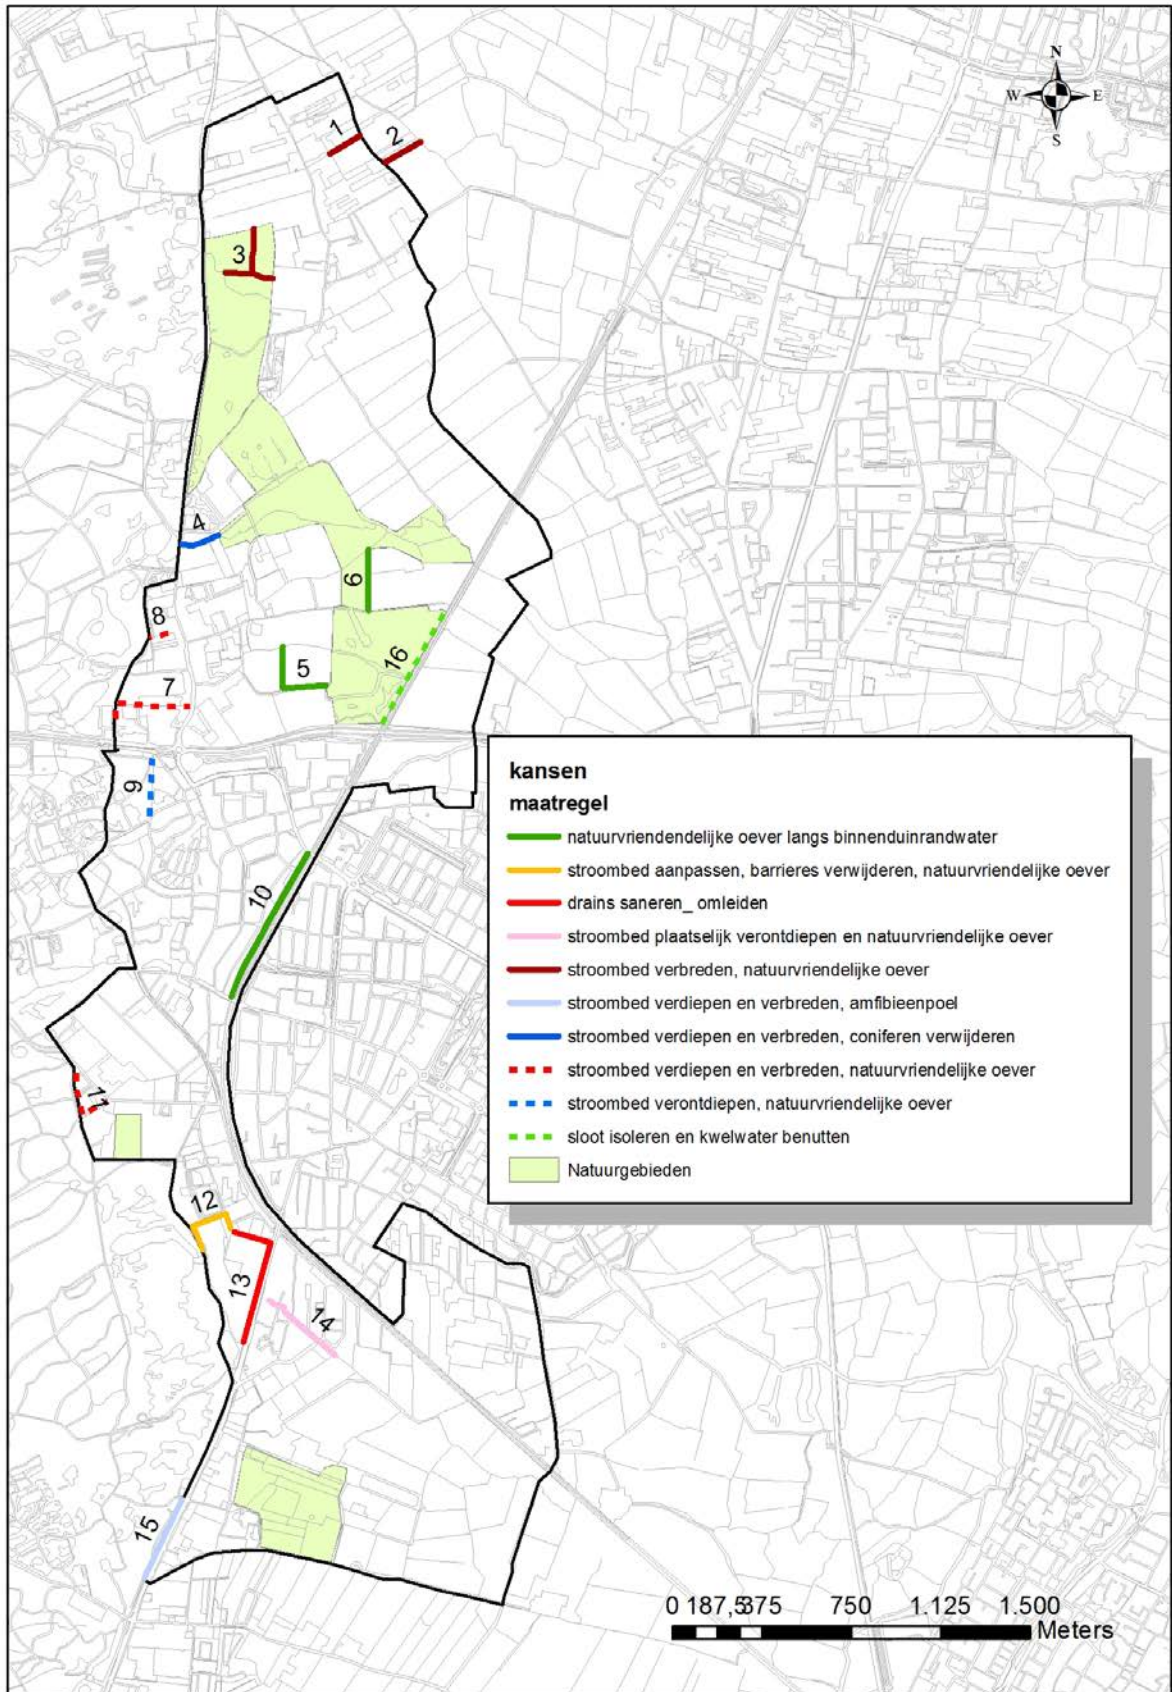 N
W E
S
1
2
3
4
6
8
5
16
7
9
kansen
maatregel
natuurvriendendelijke oever langs binnenduinrandwater
stroombed aanpassen, barrieres verwijderen, natuurvriendelijke oever
drains saneren_ omleiden
stroombed plaatselijk verontdiepen en natuurvriendelijke oever
stroombed verbreden, natuurvriendelijke oever
stroombed verdiepen en verbreden, amfibieenpoel
stroombed verdiepen en verbreden, coniferen verwijderen
stroombed verdiepen en verbreden, natuurvriendelijke oever
stroombed verontdiepen, natuurvriendelijke oever
sloot isoleren en kwelwater benutten
Natuurgebieden
10
11
12
13
14
15
0 187,5 375 750 1.125 1.500
Meters